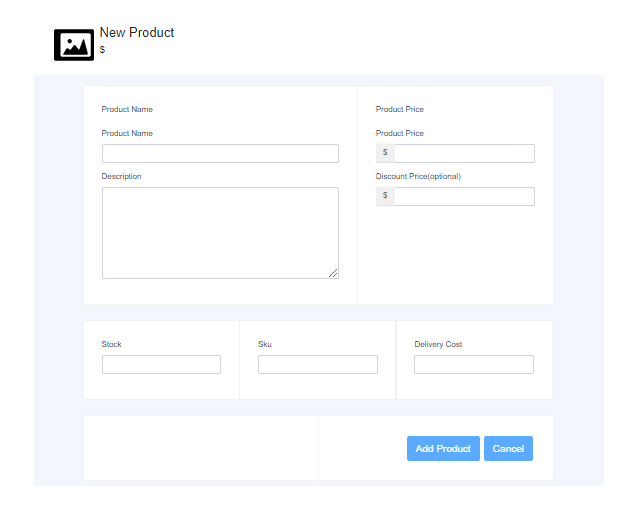 New Product
$
Product Name
Product Price
Product Name
Product Price
$
Description
Discount Price(optional)
$
Stock
Sku
Delivery Cost
Add Product
Cancel